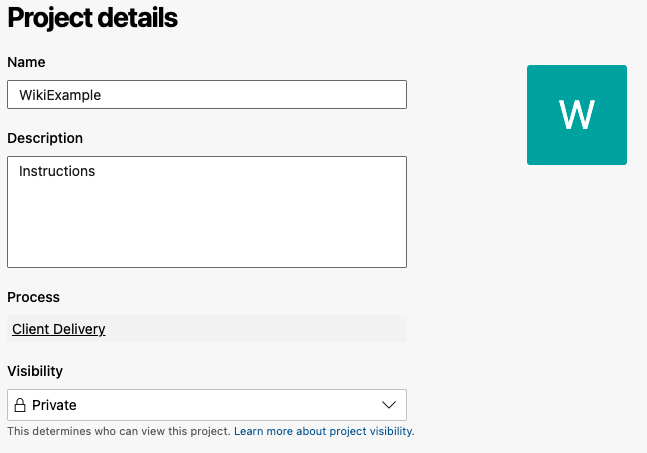 Project details
Name
WikiExample
W
Description
Instructions
Process
Client Delivery
Visibility
Private
This determines who can view this project. Learn more about project visibility.